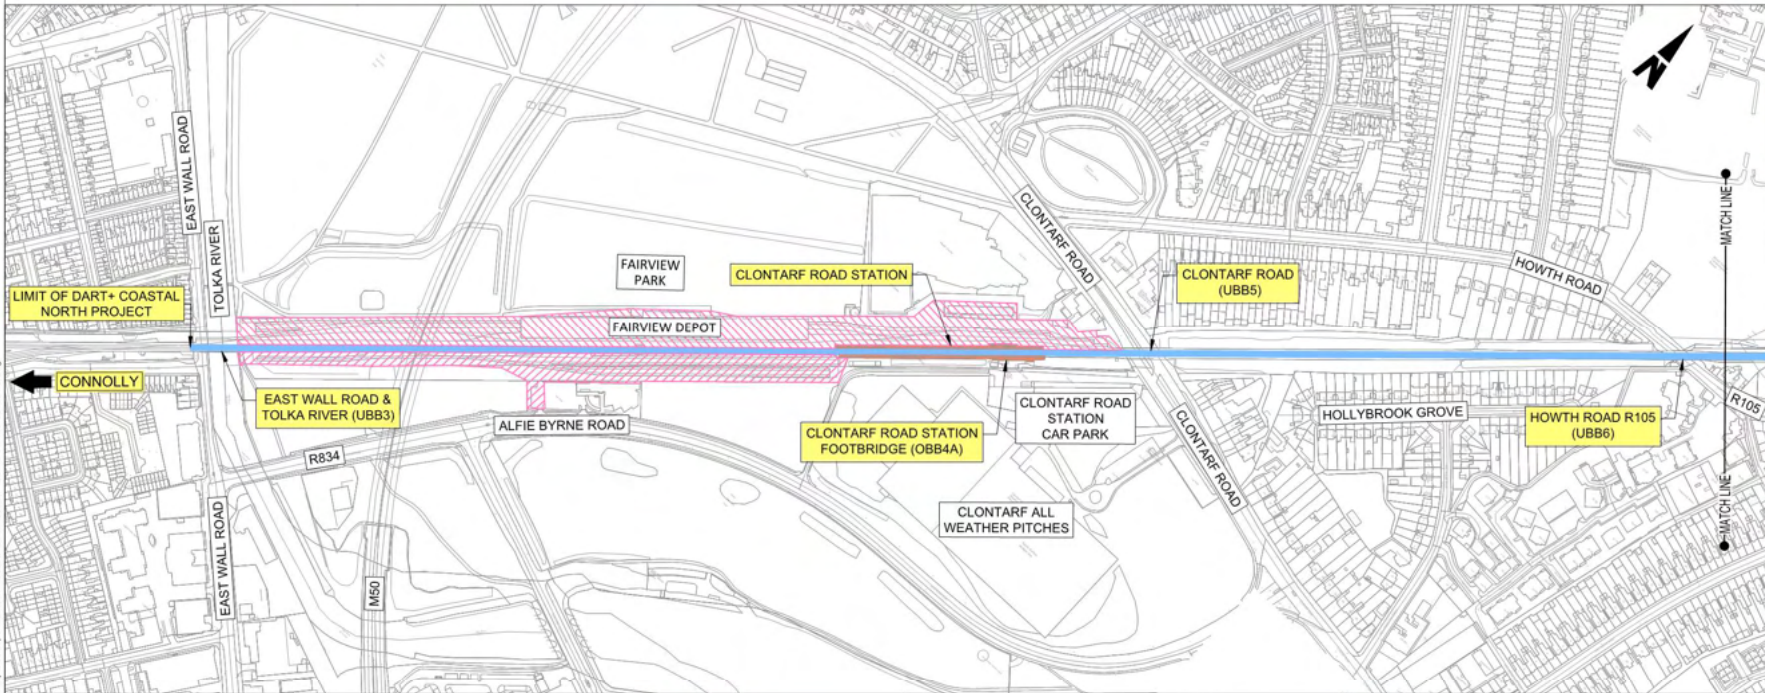 N
EAST WALL ROAD
TOLKA RIVER
FAIRVIEW
PARK
CLONTARF ROAD STATION
CLONTARF ROAD
CLONTARF ROAD
(UBB5)
HOWTH ROAD
MATCH LINE
LIMIT OF DART+ COASTAL
NORTH PROJECT
FAIRVIEW DEPOT
CONNOLLY
EAST WALL ROAD &
TOLKA RIVER (UBB3)
ALFIE BYRNE ROAD
CLONTARF ROAD STATION
FOOTBRIDGE (OBB4A)
CLONTARF ROAD
STATION
CAR PARK
CLONTARF ROAD
HOLLYBROOK GROVE
HOWTH ROAD R105
(UBB6)
R105
R834
EAST WALL ROAD
M50
CLONTARF ALL
WEATHER PITCHES
MATCH LINE